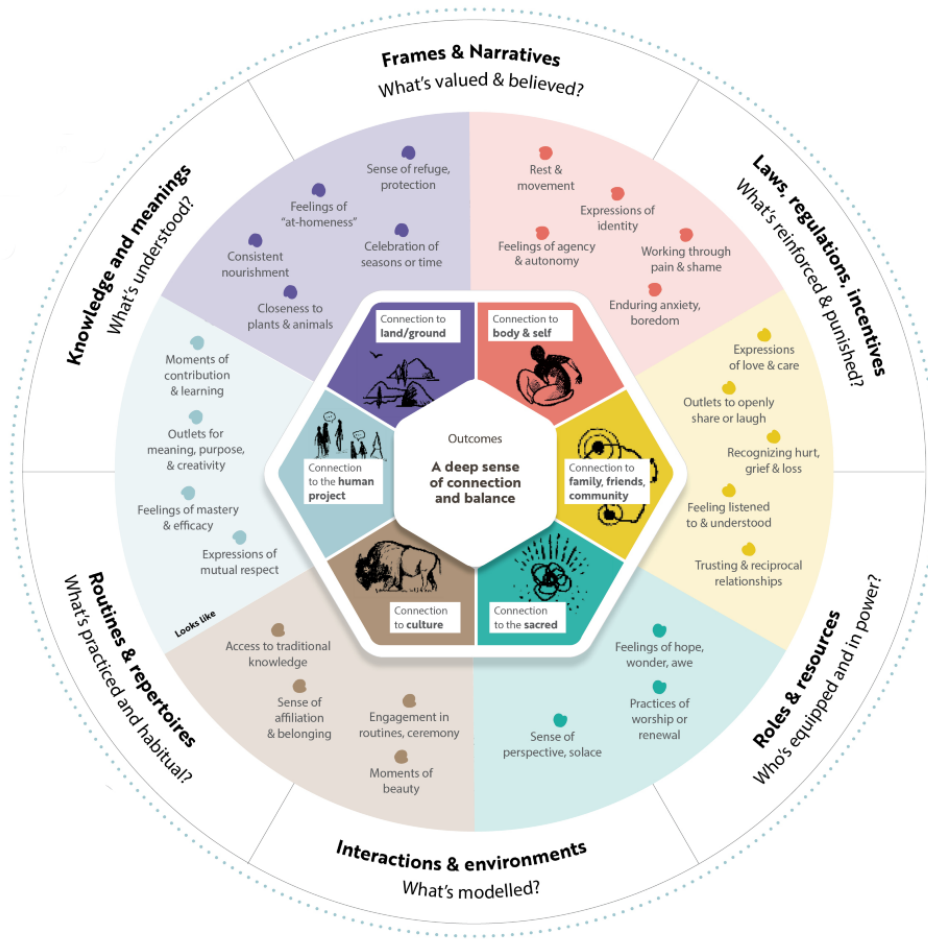 Frames & Narratives
What's valued & believed?
Laws, regulations, incentives
What's reinforced & punished?
Roles & resources
Who's equipped and in power?
Interactions & environments
What's modelled?
Routines & repertoires
What's practiced and habitual?
Knowledge and meanings
What's understood?
Sense of refuge,
protection
Feelings of
"at-homeness"
Celebration of
seasons or time
Consistent
nourishment
Closeness to
plants & animals
Rest &
movement
Expressions of
identity
Feelings of agency
& autonomy
Working through
pain & shame
Enduring anxiety,
boredom
Expressions
of love & care
Outlets to openly
share or laugh
Recognizing hurt,
grief & loss
Feeling listened
to & understood
Trusting & reciprocal
relationships
Feelings of hope,
wonder, awe
Practices of
worship or
renewal
Sense of
perspective, solace
Access to traditional
knowledge
Sense of
affiliation
& belonging
Engagement in
routines, ceremony
Moments of
beauty
Looks like
Moments of
contribution
& learning
Outlets for
meaning, purpose,
& creativity
Feelings of mastery
& efficacy
Expressions of
mutual respect
Connection to
land/ground
Connection to
body & self
Connection to
family, friends,
community
Connection
to the sacred
Connection
to culture
Connection
to the human
project
Outcomes
A deep sense
of connection
and balance